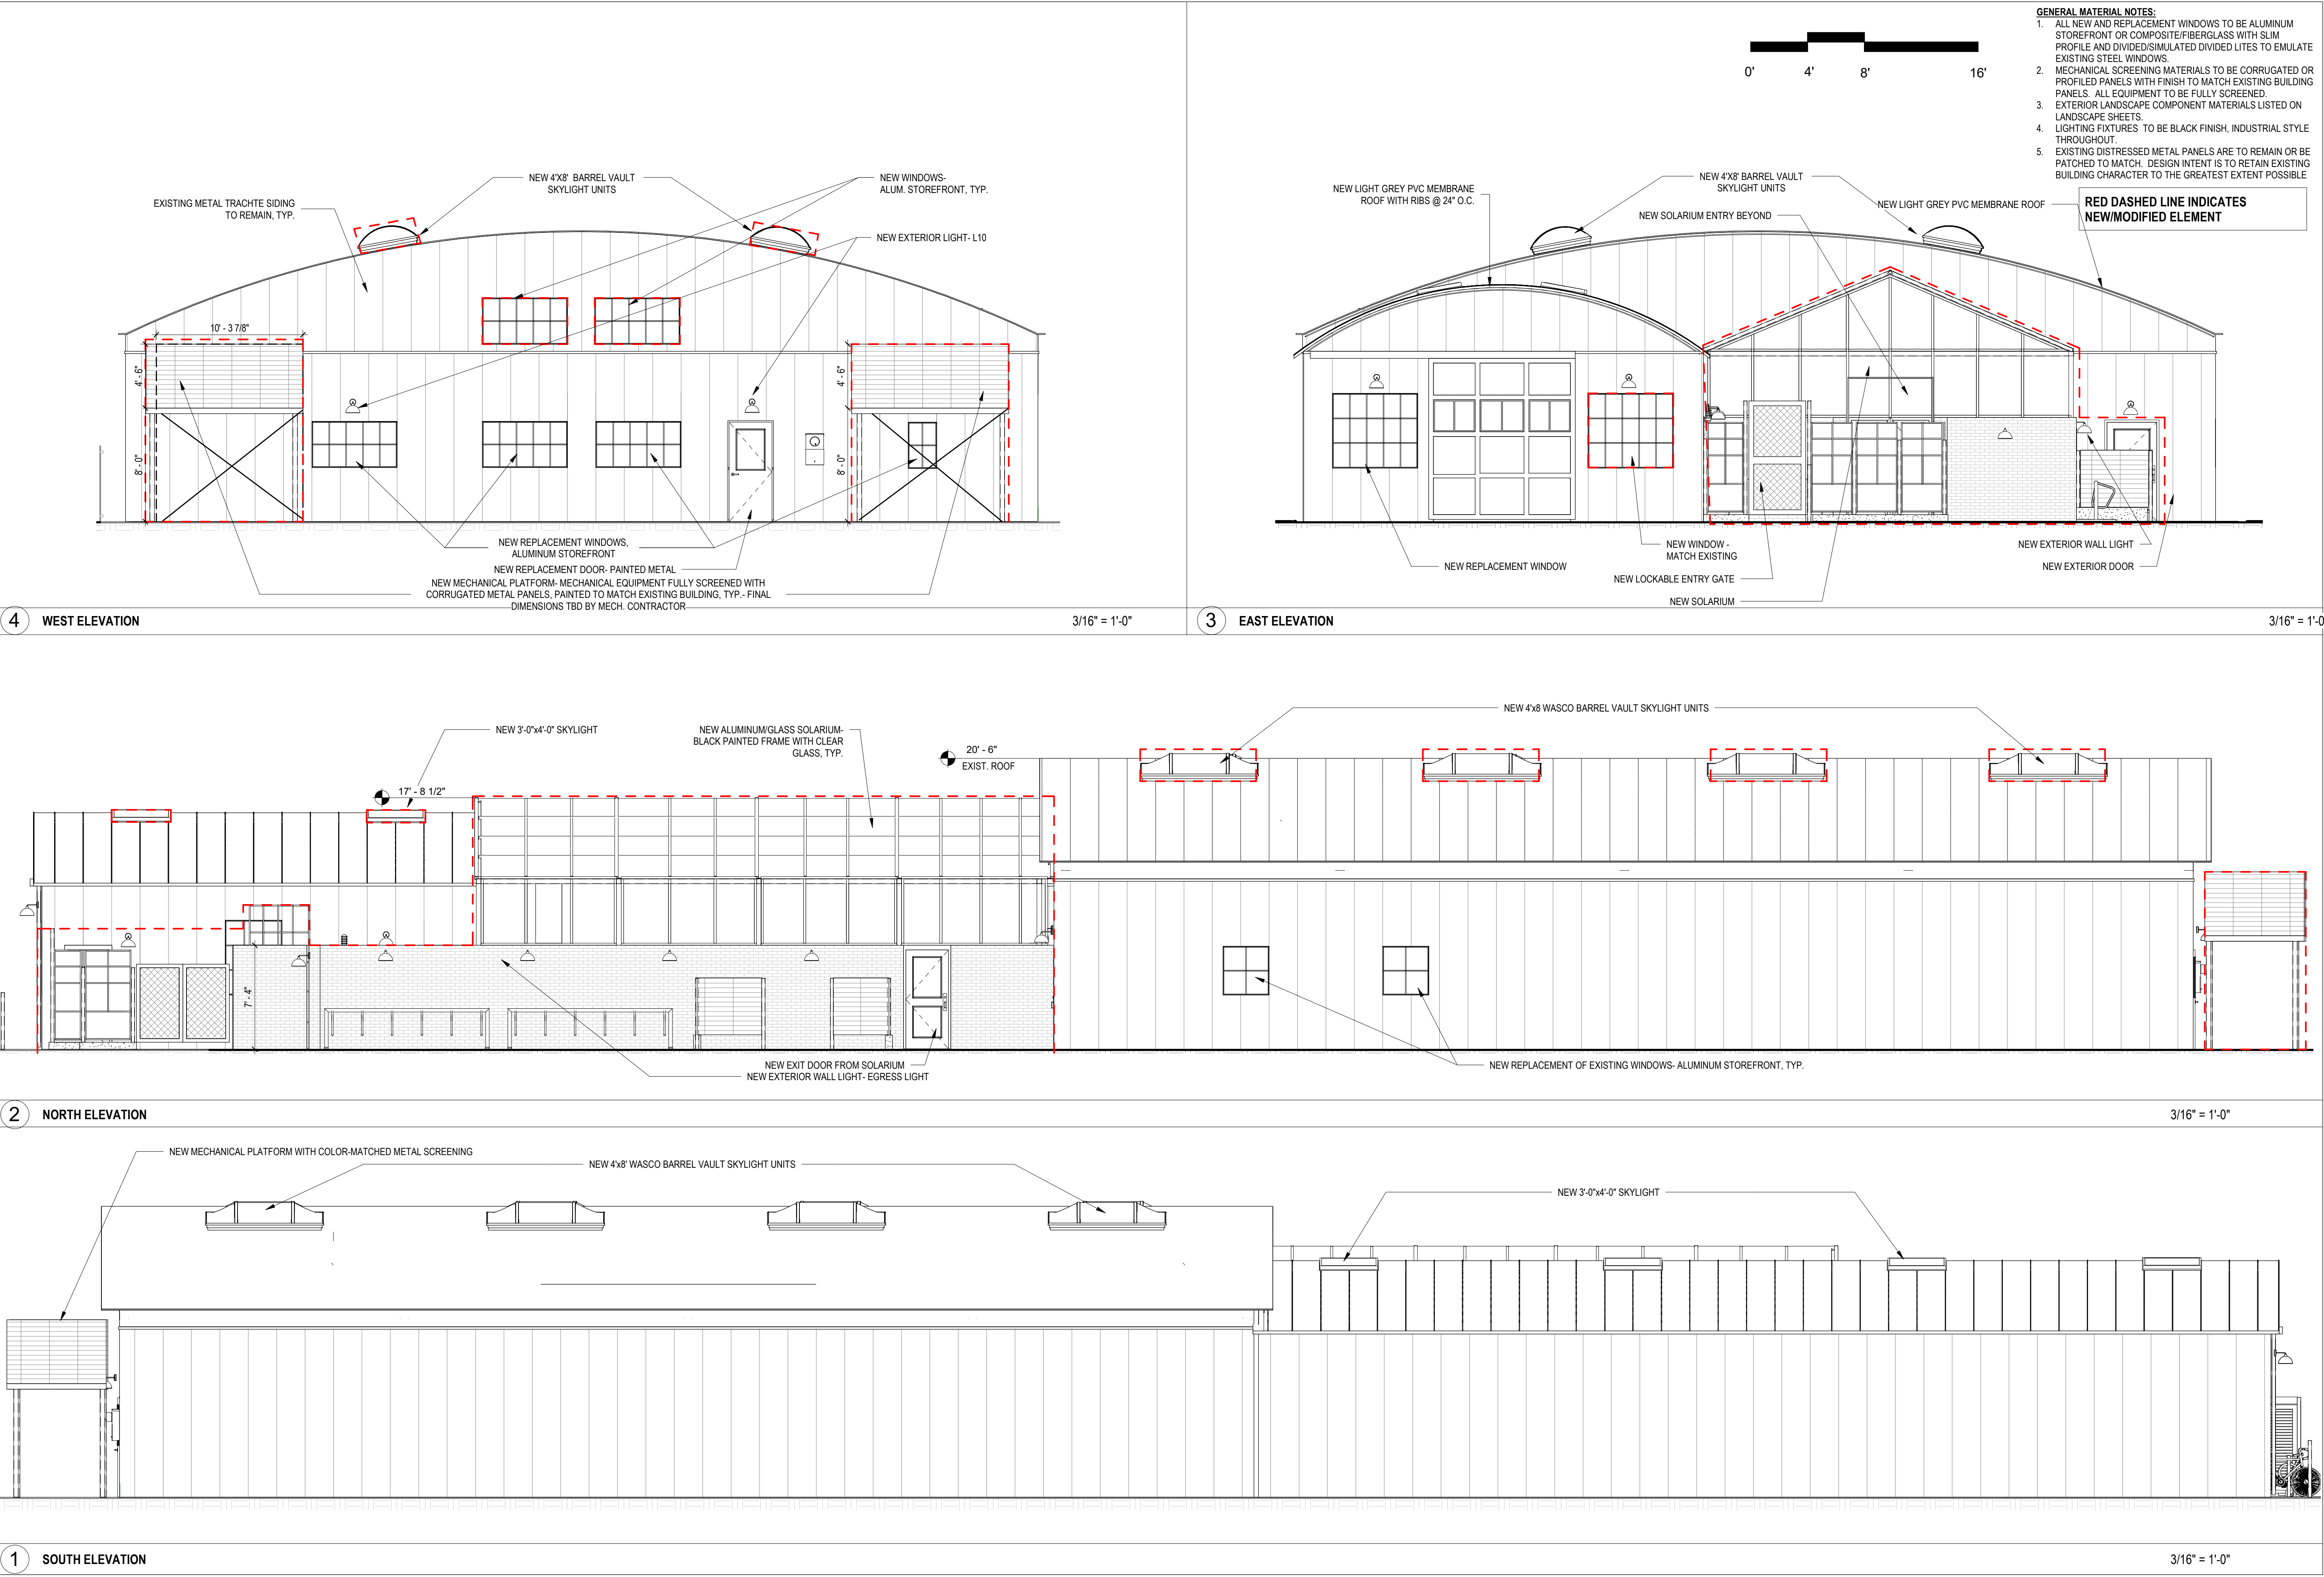 GENERAL MATERIAL NOTES:
1. ALL NEW AND REPLACEMENT WINDOWS TO BE ALUMINUM
STOREFRONT OR COMPOSITE/FIBERGLASS WITH SLIM
PROFILE AND DIVIDED/SIMULATED DIVIDED LITES TO EMULATE
EXISTING STEEL WINDOWS.
2. MECHANICAL SCREENING MATERIALS TO BE CORRUGATED OR
PROFILED PANELS WITH FINISH TO MATCH EXISTING BUILDING
PANELS. ALL EQUIPMENT TO BE FULLY SCREENED.
3. EXTERIOR LANDSCAPE COMPONENT MATERIALS LISTED ON
LANDSCAPE SHEETS.
4. LIGHTING FIXTURES TO BE BLACK FINISH, INDUSTRIAL STYLE
THROUGHOUT.
5. EXISTING DISTRESSED METAL PANELS ARE TO REMAIN OR BE
PATCHED TO MATCH. DESIGN INTENT IS TO RETAIN EXISTING
BUILDING CHARACTER TO THE GREATEST EXTENT POSSIBLE
RED DASHED LINE INDICATES
NEW/MODIFIED ELEMENT
0' 4' 8' 16'
NEW 4'X8' BARREL VAULT
SKYLIGHT UNITS
NEW WINDOWS-
ALUM. STOREFRONT, TYP.
EXISTING METAL TRACHTE SIDING
TO REMAIN, TYP.
NEW EXTERIOR LIGHT- L10
10' - 3 7/8"
4' - 6"
4' - 6"
8' - 0"
8' - 0"
NEW REPLACEMENT WINDOWS,
ALUMINUM STOREFRONT
NEW REPLACEMENT DOOR- PAINTED METAL
NEW MECHANICAL PLATFORM- MECHANICAL EQUIPMENT FULLY SCREENED WITH
CORRUGATED METAL PANELS, PAINTED TO MATCH EXISTING BUILDING, TYP.- FINAL
DIMENSIONS TBD BY MECH. CONTRACTOR
4 WEST ELEVATION 3/16" = 1'-0"
NEW LIGHT GREY PVC MEMBRANE
ROOF WITH RIBS @ 24" O.C.
NEW 4'X8' BARREL VAULT
SKYLIGHT UNITS
NEW SOLARIUM ENTRY BEYOND
NEW LIGHT GREY PVC MEMBRANE ROOF
NEW WINDOW -
MATCH EXISTING
NEW REPLACEMENT WINDOW
NEW LOCKABLE ENTRY GATE
NEW SOLARIUM
NEW EXTERIOR WALL LIGHT
NEW EXTERIOR DOOR
3 EAST ELEVATION 3/16" = 1'-0
NEW 3'-0"x4'-0" SKYLIGHT
NEW ALUMINUM/GLASS SOLARIUM-
BLACK PAINTED FRAME WITH CLEAR
GLASS, TYP.
NEW 4'x8 WASCO BARREL VAULT SKYLIGHT UNITS
20' - 6"
EXIST. ROOF
17' - 8 1/2"
7' - 4"
NEW EXIT DOOR FROM SOLARIUM
NEW EXTERIOR WALL LIGHT- EGRESS LIGHT
NEW REPLACEMENT OF EXISTING WINDOWS- ALUMINUM STOREFRONT, TYP.
2 NORTH ELEVATION 3/16" = 1'-0"
NEW MECHANICAL PLATFORM WITH COLOR-MATCHED METAL SCREENING
NEW 4'x8' WASCO BARREL VAULT SKYLIGHT UNITS
NEW 3'-0"x4'-0" SKYLIGHT
1 SOUTH ELEVATION 3/16" = 1'-0"